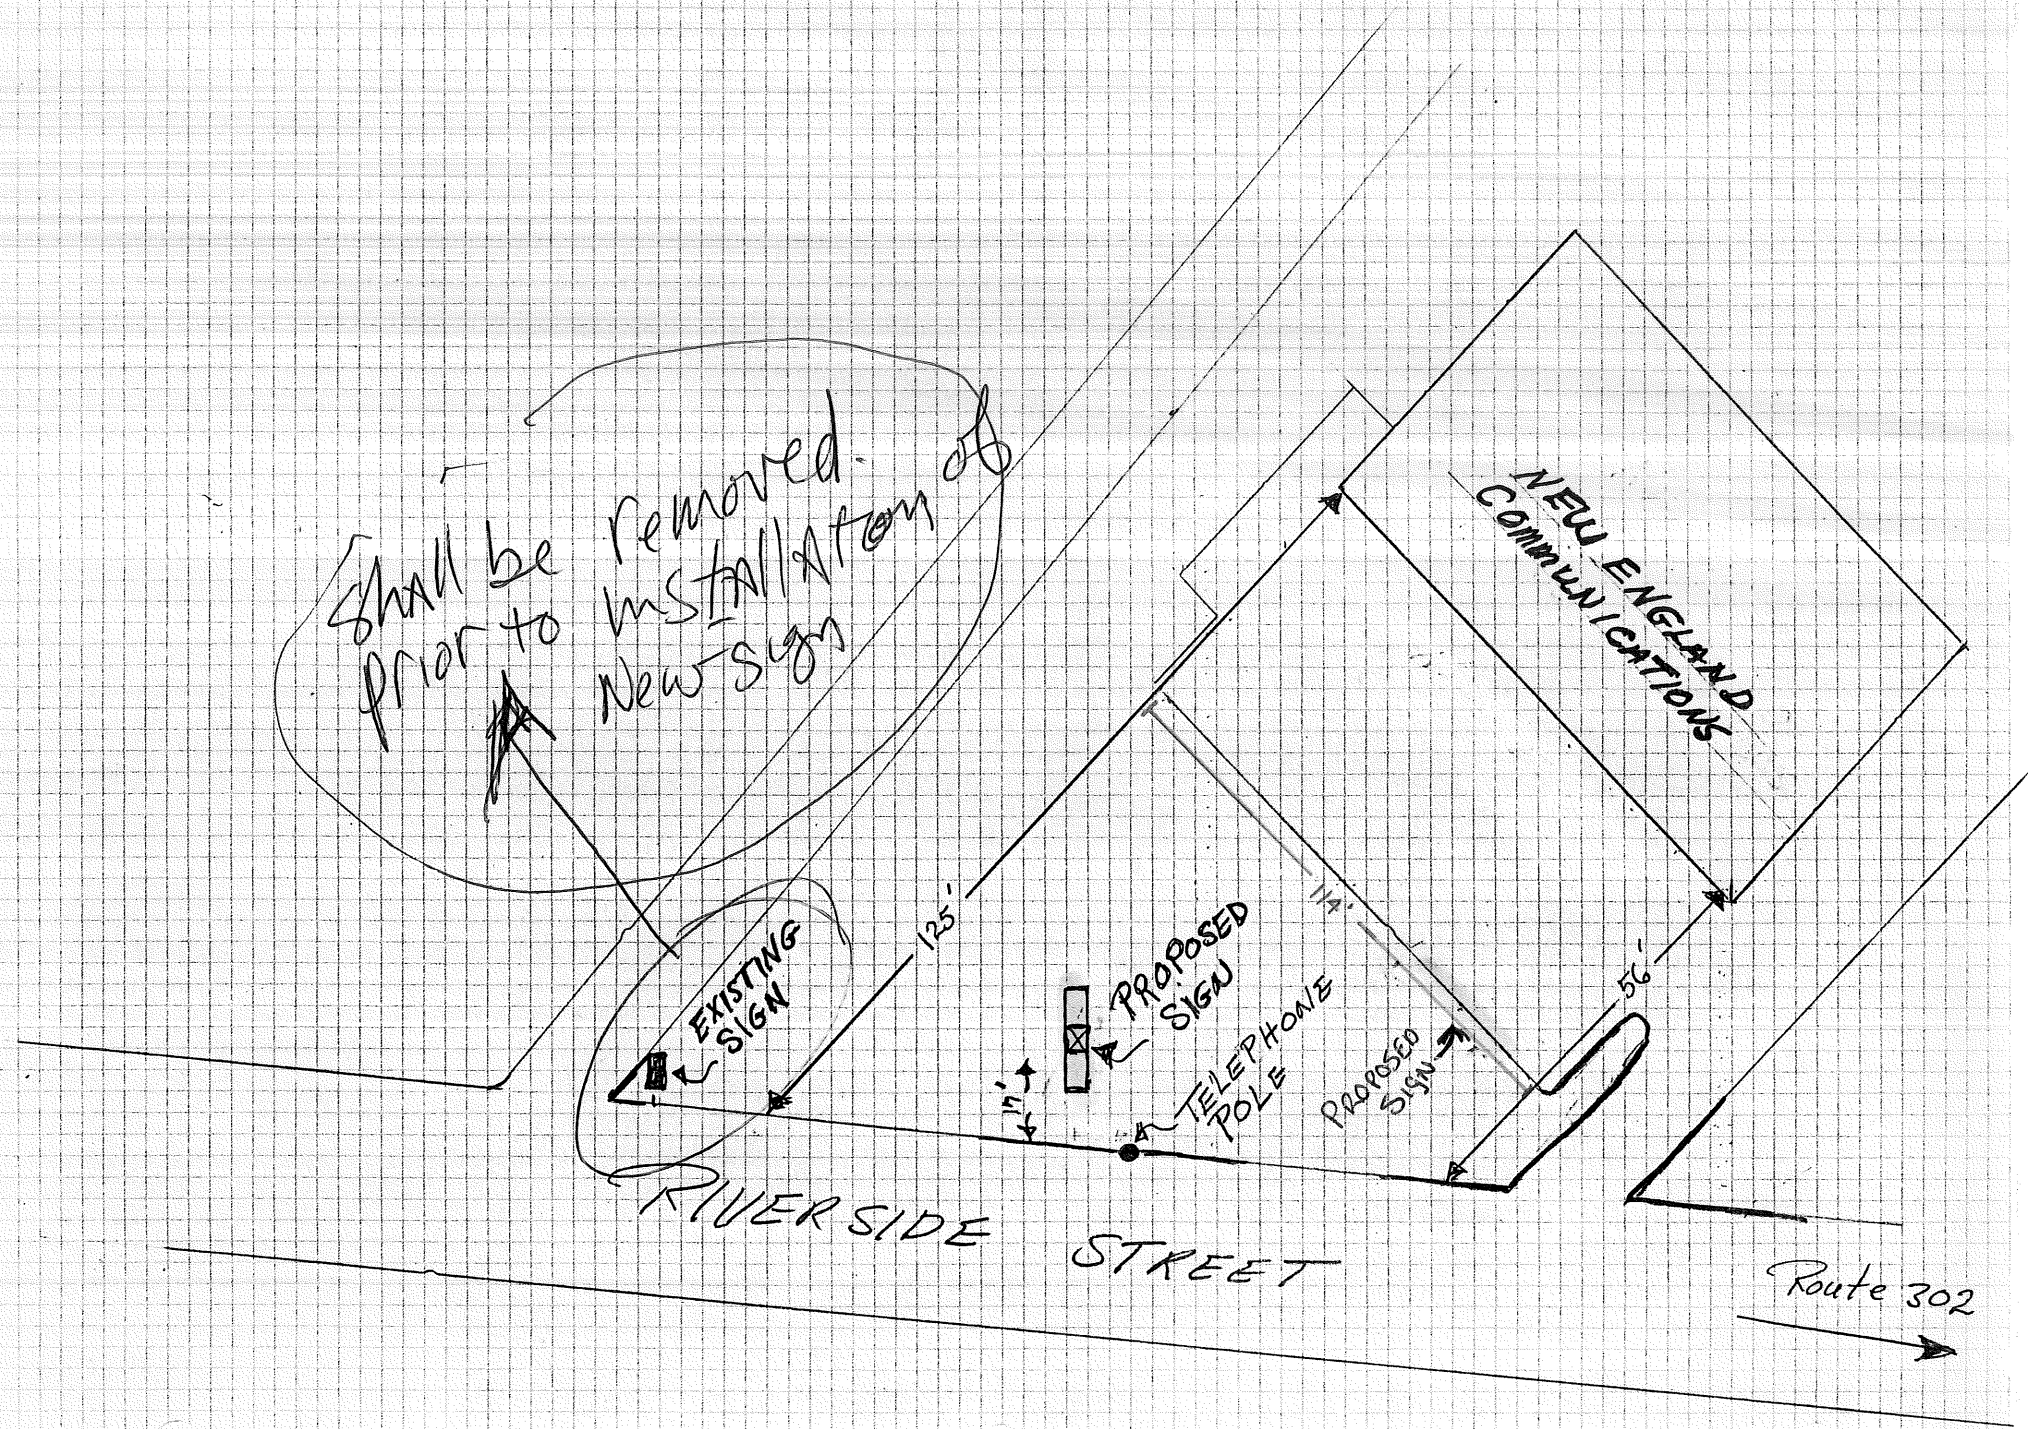 Shall be removed.
prior to installation of
New Sign
NEW ENGLAND
COMMUNICATIONS
125'
114'
56'
EXISTING
SIGN
PROPOSED
SIGN
17'
TELEPHONE
POLE
PROPOSED
SIGN
RIVERSIDE STREET
Route 302